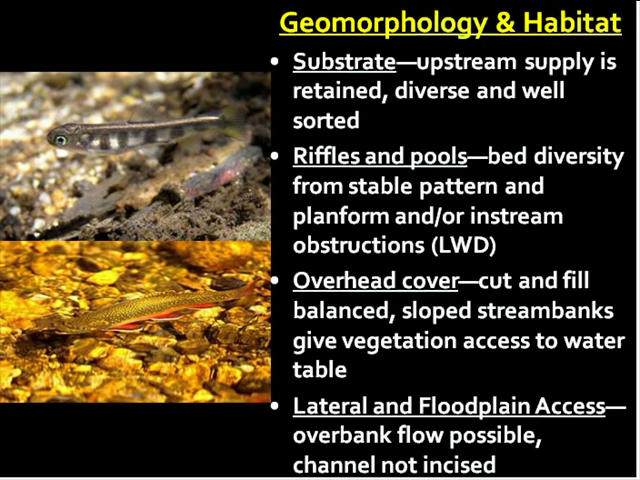 Geomorphology & Habitat
• Substrate—upstream supply is
retained, diverse and well
sorted
• Riffles and pools—bed diversity
from stable pattern and
planform and/or instream
obstructions (LWD)
• Overhead cover—cut and fill
balanced, sloped streambanks
give vegetation access to water
table
• Lateral and Floodplain Access—
overbank flow possible,
channel not incised